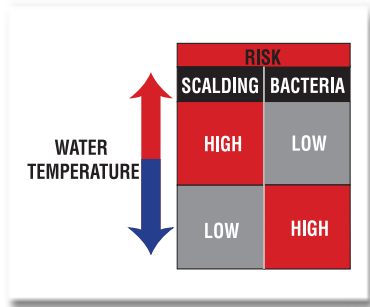 RISK
SCALDING BACTERIA
WATER
TEMPERATURE
HIGH LOW
LOW HIGH